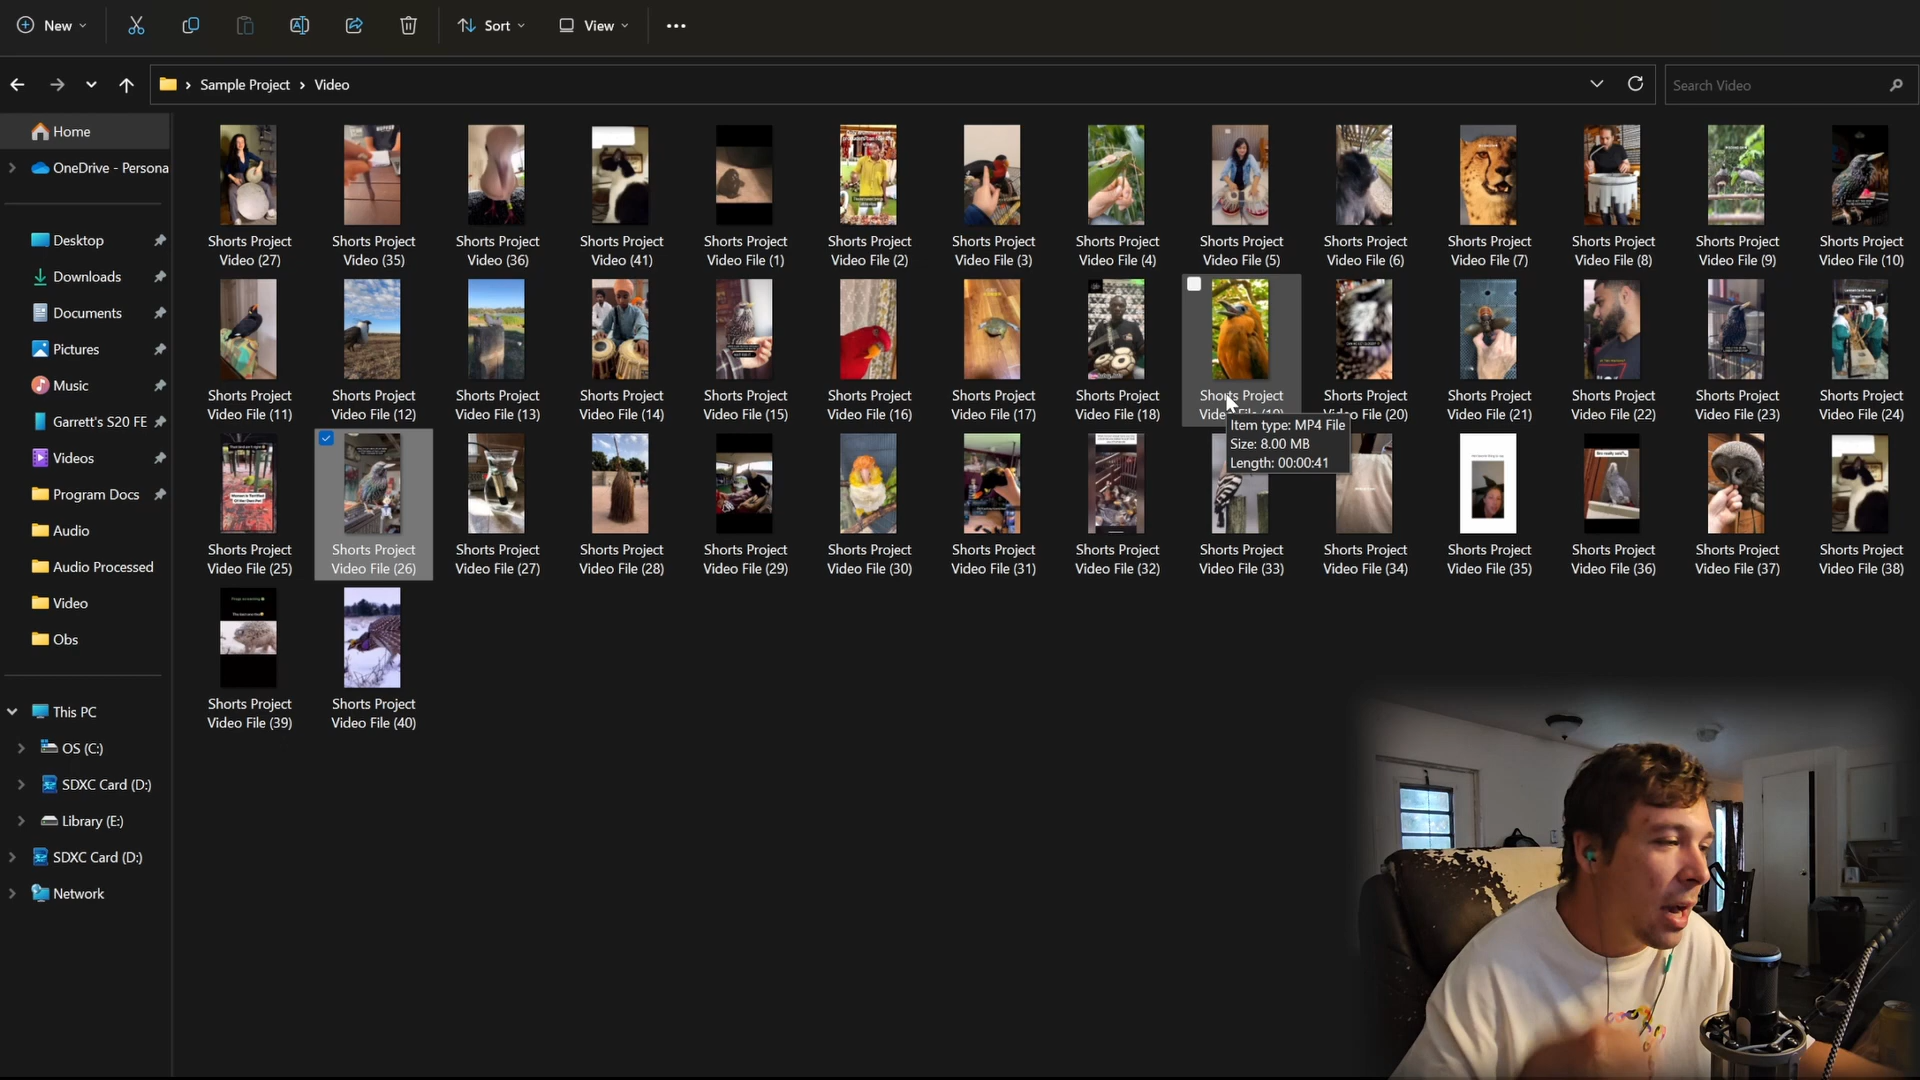 New
Sort
View
Sample Project
Video
Search Video
Home
OneDrive - Persona
Desktop
Downloads
Documents
Pictures
Music
Garrett's S20 FE
Videos
Program Docs
Audio
Audio Processed
Video
Obs
This PC
OS (C:)
SDXC Card (D:)
Library (E:)
SDXC Card (D:)
Network
Shorts Project
Video (27)
Shorts Project
Video (35)
Shorts Project
Video (36)
Shorts Project
Video (41)
Shorts Project
Video File (1)
Shorts Project
Video File (2)
Shorts Project
Video File (3)
Shorts Project
Video File (4)
Shorts Project
Video File (5)
Shorts Project
Video File (6)
Shorts Project
Video File (7)
Shorts Project
Video File (8)
Shorts Project
Video File (9)
Shorts Project
Video File (10)
Shorts Project
Video File (11)
Shorts Project
Video File (12)
Shorts Project
Video File (13)
Shorts Project
Video File (14)
Shorts Project
Video File (15)
Shorts Project
Video File (16)
Shorts Project
Video File (17)
Shorts Project
Video File (18)
Shorts Project
Video File (19)
Shorts Project
Video File (20)
Shorts Project
Video File (21)
Shorts Project
Video File (22)
Shorts Project
Video File (23)
Shorts Project
Video File (24)
Item type: MP4 File
Size: 8.00 MB
Length: 00:00:41
Shorts Project
Video File (25)
Shorts Project
Video File (26)
Shorts Project
Video File (27)
Shorts Project
Video File (28)
Shorts Project
Video File (29)
Shorts Project
Video File (30)
Shorts Project
Video File (31)
Shorts Project
Video File (32)
Shorts Project
Video File (33)
Shorts Project
Video File (34)
Shorts Project
Video File (35)
Shorts Project
Video File (36)
Shorts Project
Video File (37)
Shorts Project
Video File (38)
Shorts Project
Video File (39)
Shorts Project
Video File (40)